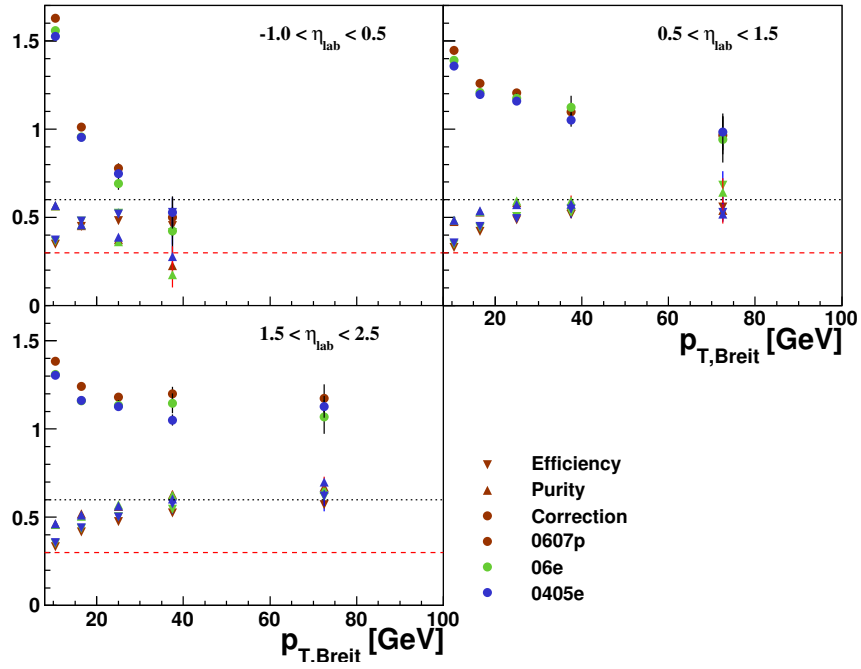 -1.0 < η_lab < 0.5
0.5 < η_lab < 1.5
1.5
1
0.5
0
20 40 60 80 100
p_T,Breit [GeV]
1.5 < η_lab < 2.5
1.5
1
0.5
0
20 40 60 80 100
p_T,Breit [GeV]
Efficiency
Purity
Correction
0607p
06e
0405e